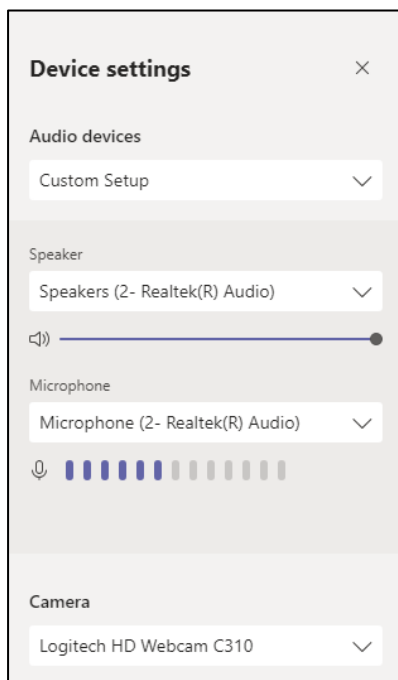 Device settings
Audio devices
Custom Setup
Speaker
Speakers (2- Realtek(R) Audio)
Microphone
Microphone (2- Realtek(R) Audio)
Camera
Logitech HD Webcam C310